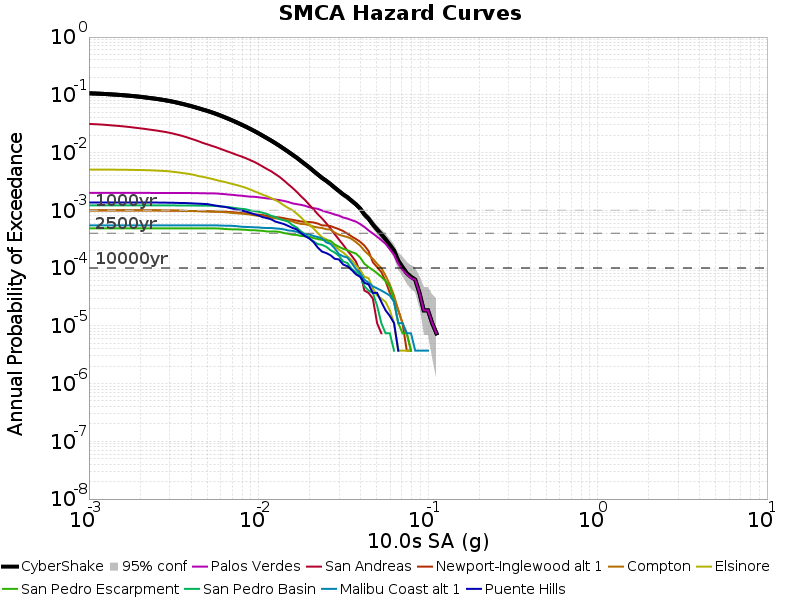 SMCA Hazard Curves
Annual Probability of Exceedance
10^0
10^-1
10^-2
10^-3
10^-4
10^-5
10^-6
10^-7
10^-8
1000yr
2500yr
10000yr
10^-3 10^-2 10^-1 10^0 10^1
10.0s SA (g)
CyberShake 95% conf Palos Verdes San Andreas Newport-Inglewood alt 1 Compton Elsinore
San Pedro Escarpment San Pedro Basin Malibu Coast alt 1 Puente Hills